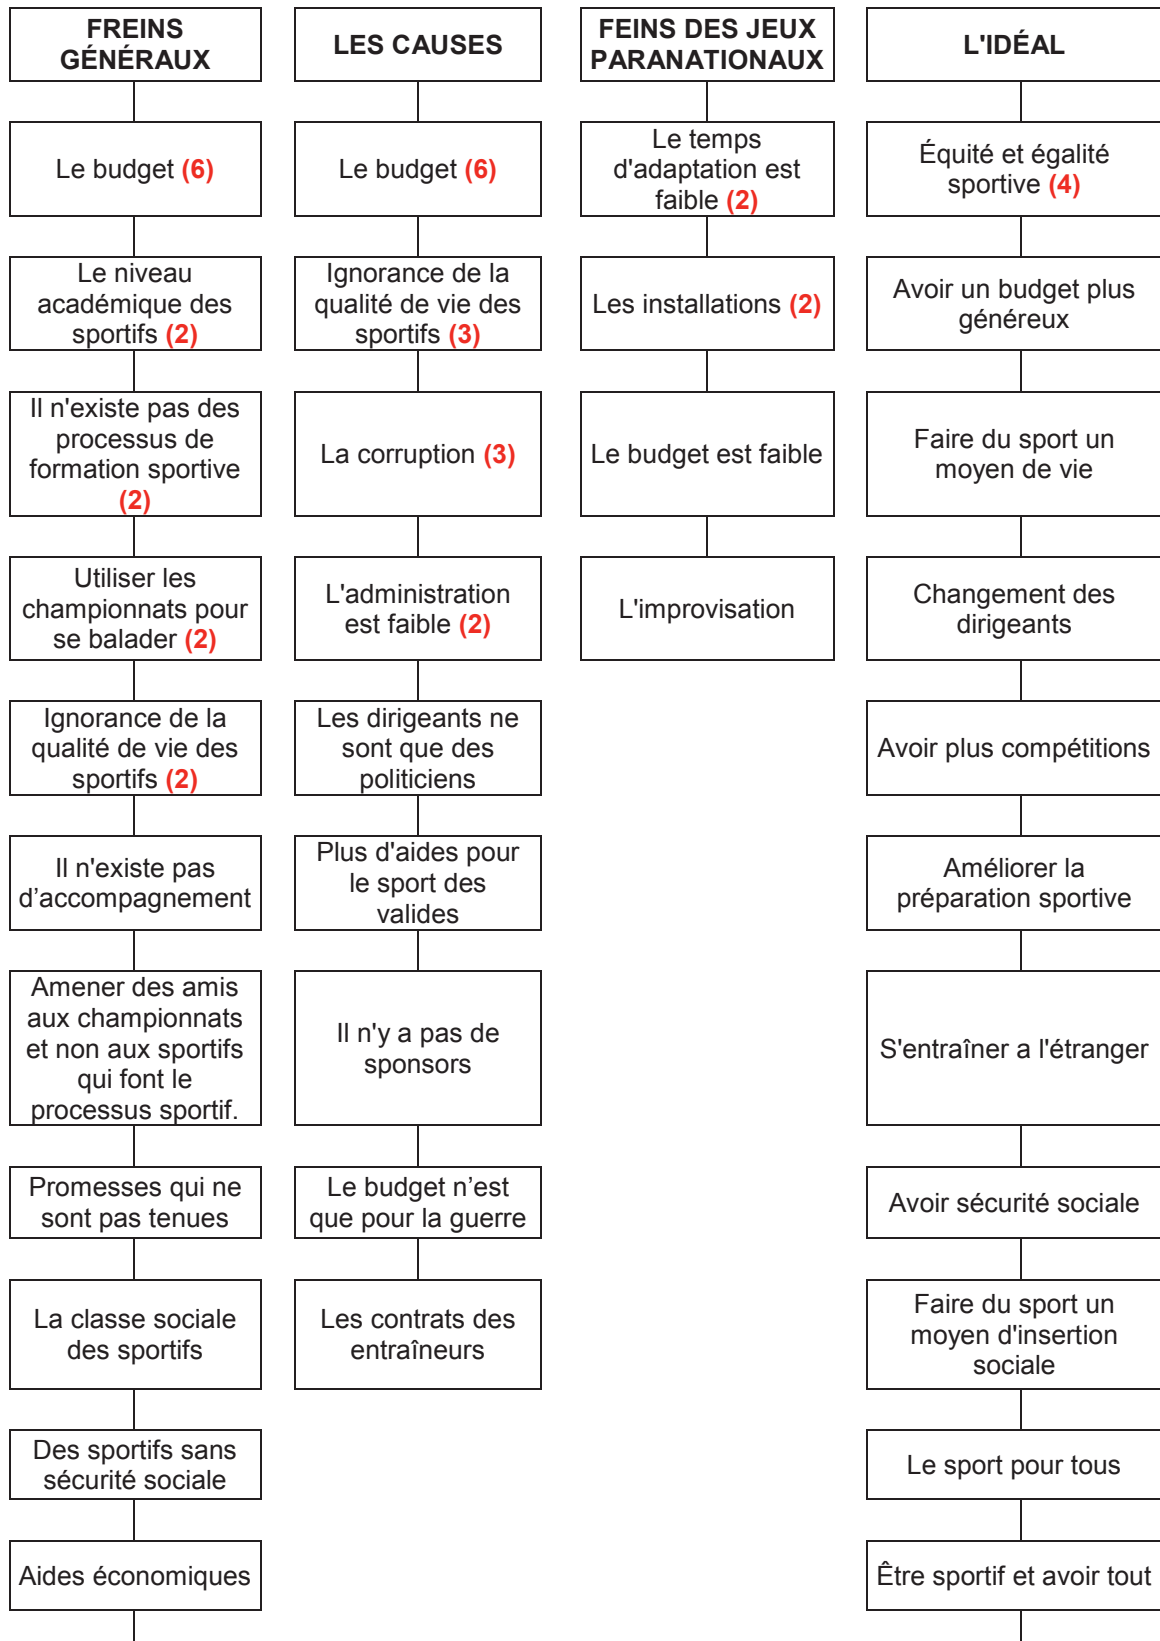 FREINS
GÉNÉRAUX
Le budget (6)
Le niveau
académique des
sportifs (2)
Il n'existe pas des
processus de
formation sportive
(2)
Utiliser les
championnats pour
se balader (2)
Ignorance de la
qualité de vie des
sportifs (2)
Il n'existe pas
d’accompagnement
Amener des amis
aux championnats
et non aux sportifs
qui font le
processus sportif.
Promesses qui ne
sont pas tenues
La classe sociale
des sportifs
Des sportifs sans
sécurité sociale
Aides économiques
LES CAUSES
Le budget (6)
Ignorance de la
qualité de vie des
sportifs (3)
La corruption (3)
L'administration
est faible (2)
Les dirigeants ne
sont que des
politiciens
Plus d'aides pour
le sport des
valides
Il n'y a pas de
sponsors
Le budget n’est
que pour la guerre
Les contrats des
entraîneurs
FEINS DES JEUX
PARANATIONAUX
Le temps
d'adaptation est
faible (2)
Les installations (2)
Le budget est faible
L'improvisation
L'IDÉAL
Équité et égalité
sportive (4)
Avoir un budget plus
généreux
Faire du sport un
moyen de vie
Changement des
dirigeants
Avoir plus compétitions
Améliorer la
préparation sportive
S'entraîner a l'étranger
Avoir sécurité sociale
Faire du sport un
moyen d'insertion
sociale
Le sport pour tous
Être sportif et avoir tout